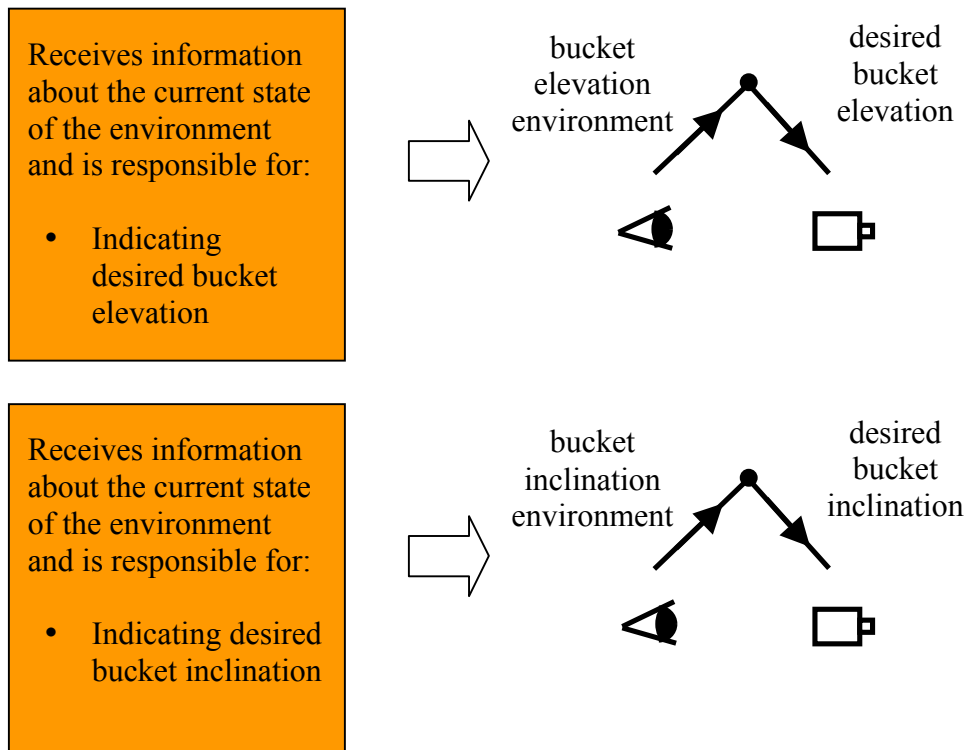 Receives information
about the current state
of the environment
and is responsible for:
• Indicating
desired bucket
elevation
bucket
elevation
environment
desired
bucket
elevation
Receives information
about the current state
of the environment
and is responsible for:
• Indicating desired
bucket inclination
bucket
inclination
environment
desired
bucket
inclination